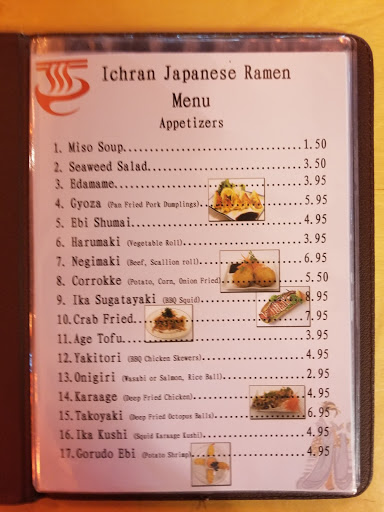 Ichran Japanese Ramen
Menu
Appetizers
1. Miso Soup.................................1.50
2. Seaweed Salad.............................3.50
3. Edamame...................................3.95
4. Gyoza (Pan Fried Pork Dumplings)..........5.95
5. Ebi Shumai................................4.95
6. Harumaki (Vegetable Roll).................3.95
7. Negimaki (Beef, Scallion roll)............6.95
8. Corrokke (Potato, Corn, Onion Fried)......5.50
9. Ika Sugatayaki (BBQ Squid)................8.95
10. Crab Fried...............................7.95
11. Age Tofu.................................3.95
12. Yakitori (BBQ Chicken Skewers)...........4.95
13. Onigiri (Wasabi or Salmon, Rice Ball)....2.95
14. Karaage (Deep Fried Chicken).............4.95
15. Takoyaki (Deep Fried Octopus Balls)......6.95
16. Ika Kushi (Squid Karaage Kushi)..........4.95
17. Gorudo Ebi (Potato Shrimp)...............4.95